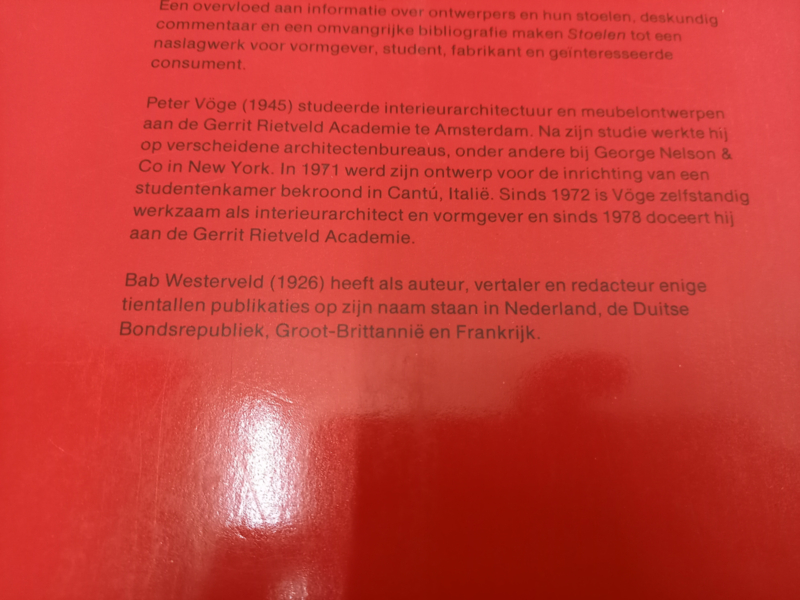 Een overvloed aan informatie over ontwerpers en hun stoelen, deskundig
commentaar en een omvangrijke bibliografie maken Stoelen tot een
naslagwerk voor vormgever, student, fabrikant en geïnteresseerde
consument.
Peter Vöge (1945) studeerde interieurarchitectuur en meubelontwerpen
aan de Gerrit Rietveld Academie te Amsterdam. Na zijn studie werkte hij
op verscheidene architectenbureaus, onder andere bij George Nelson &
Co in New York. In 1971 werd zijn ontwerp voor de inrichting van een
studentenkamer bekroond in Cantú, Italië. Sinds 1972 is Vöge zelfstandig
werkzaam als interieurarchitect en vormgever en sinds 1978 doceert hij
aan de Gerrit Rietveld Academie.
Bab Westerveld (1926) heeft als auteur, vertaler en redacteur enige
tientallen publikaties op zijn naam staan in Nederland, de Duitse
Bondsrepubliek, Groot-Brittannië en Frankrijk.